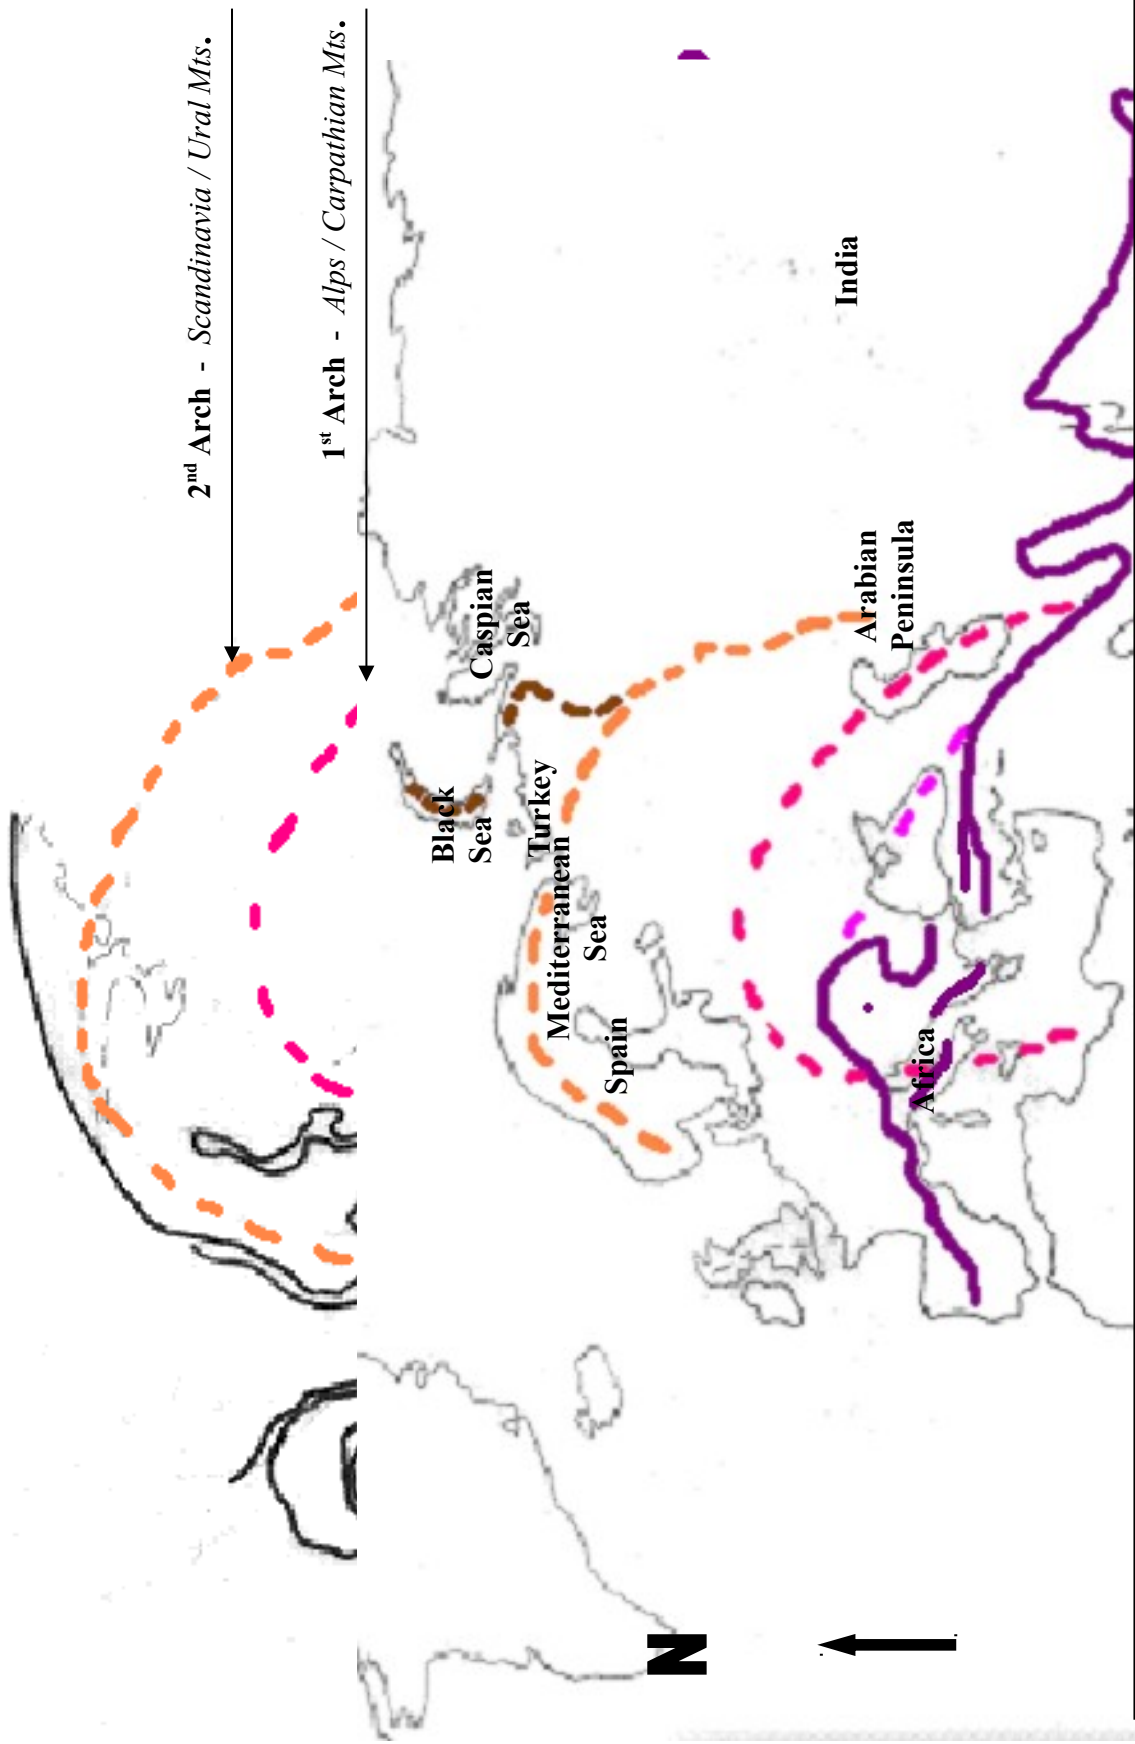 2nd Arch - Scandinavia / Ural Mts.
1st Arch - Alps / Carpathian Mts.
Caspian
Sea
Black
Sea
Turkey
Mediterranean
Sea
Spain
India
Arabian
Peninsula
Africa
N